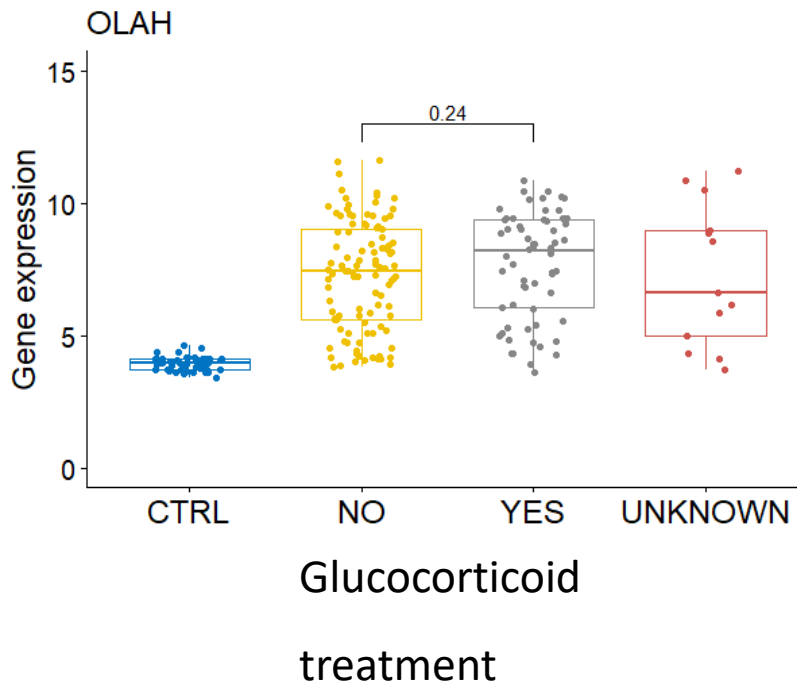 OLAH
15
10
5
0
Gene expression
0.24
CTRL NO YES UNKNOWN
Glucocorticoid
treatment